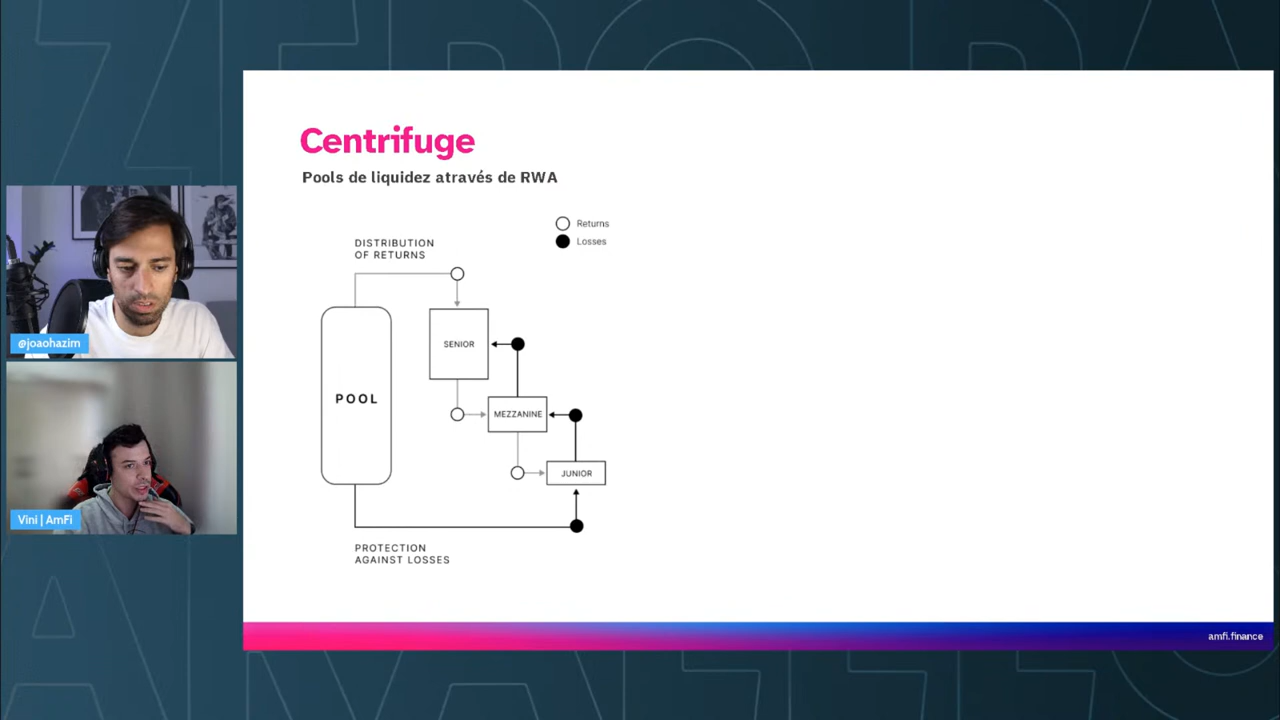 Centrifuge
Pools de liquidez através de RWA
Returns
Losses
DISTRIBUTION
OF RETURNS
SENIOR
POOL
MEZZANINE
JUNIOR
PROTECTION
AGAINST LOSSES
@joaohazim
Vini | AmFi
amfi.finance